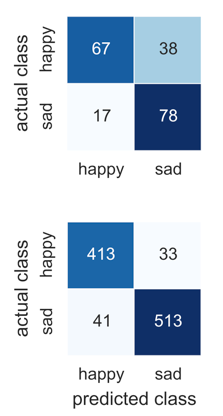 actual class
happy
67 38
sad
17 78
happy sad
actual class
happy
413 33
sad
41 513
happy sad
predicted class